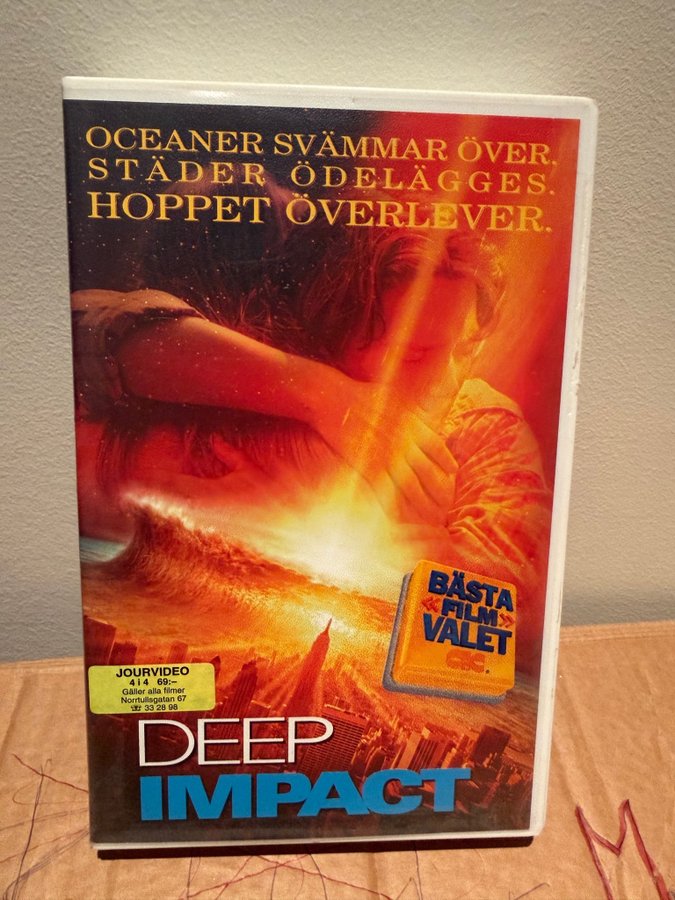 OCEANER SVÄMMAR ÖVER.
STÄDER ÖDELÄGGES.
HOPPET ÖVERLEVER.
BÄSTA
«FILM»
VALET
CIC
JOURVIDEO
4 i 4 69:–
Gäller alla filmer
Norrtullsgatan 67
☎ 33 28 98
DEEP
IMPACT
M